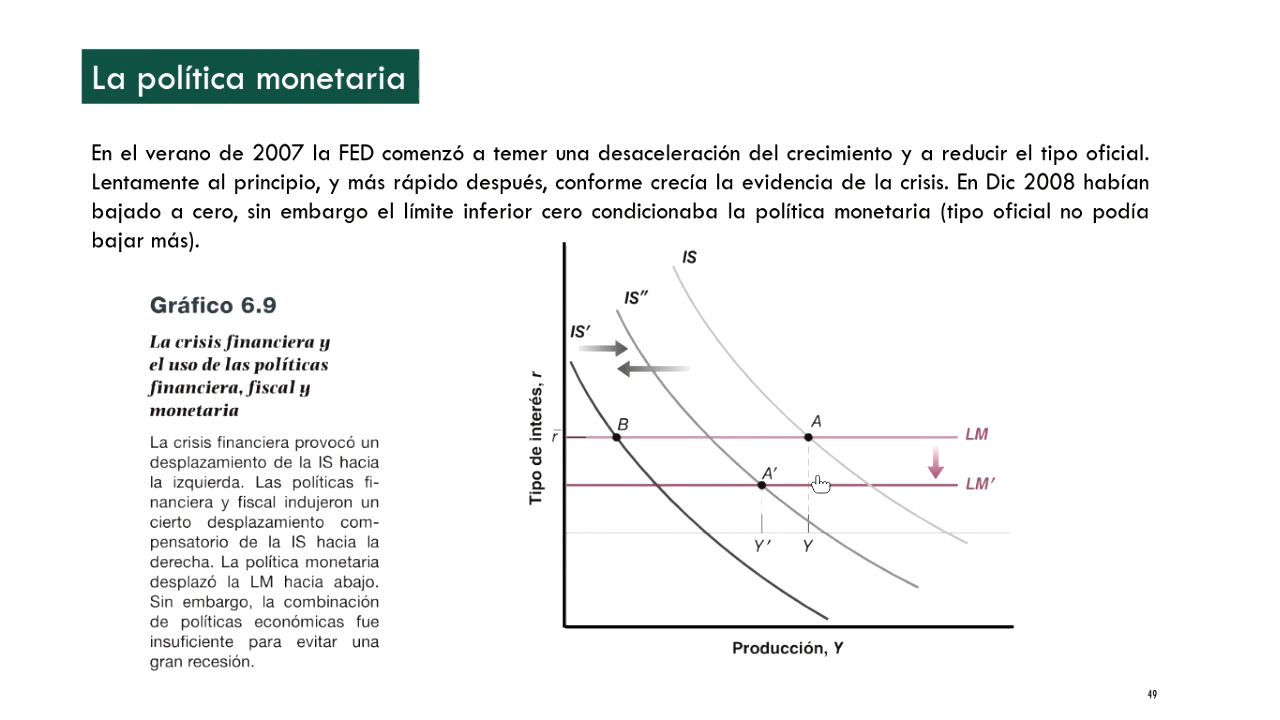 La política monetaria
En el verano de 2007 la FED comenzó a temer una desaceleración del crecimiento y a reducir el tipo oficial.
Lentamente al principio, y más rápido después, conforme crecía la evidencia de la crisis. En Dic 2008 habían
bajado a cero, sin embargo el límite inferior cero condicionaba la política monetaria (tipo oficial no podía
bajar más).
Gráfico 6.9
La crisis financiera y
el uso de las políticas
financiera, fiscal y
monetaria
La crisis financiera provocó un
desplazamiento de la IS hacia
la izquierda. Las políticas fi-
nanciera y fiscal indujeron un
cierto desplazamiento com-
pensatorio de la IS hacia la
derecha. La política monetaria
desplazó la LM hacia abajo.
Sin embargo, la combinación
de políticas económicas fue
insuficiente para evitar una
gran recesión.
IS
IS″
IS′
Tipo de interés, r
r̅
B
A
LM
A′
LM′
Y′
Y
Producción, Y
49